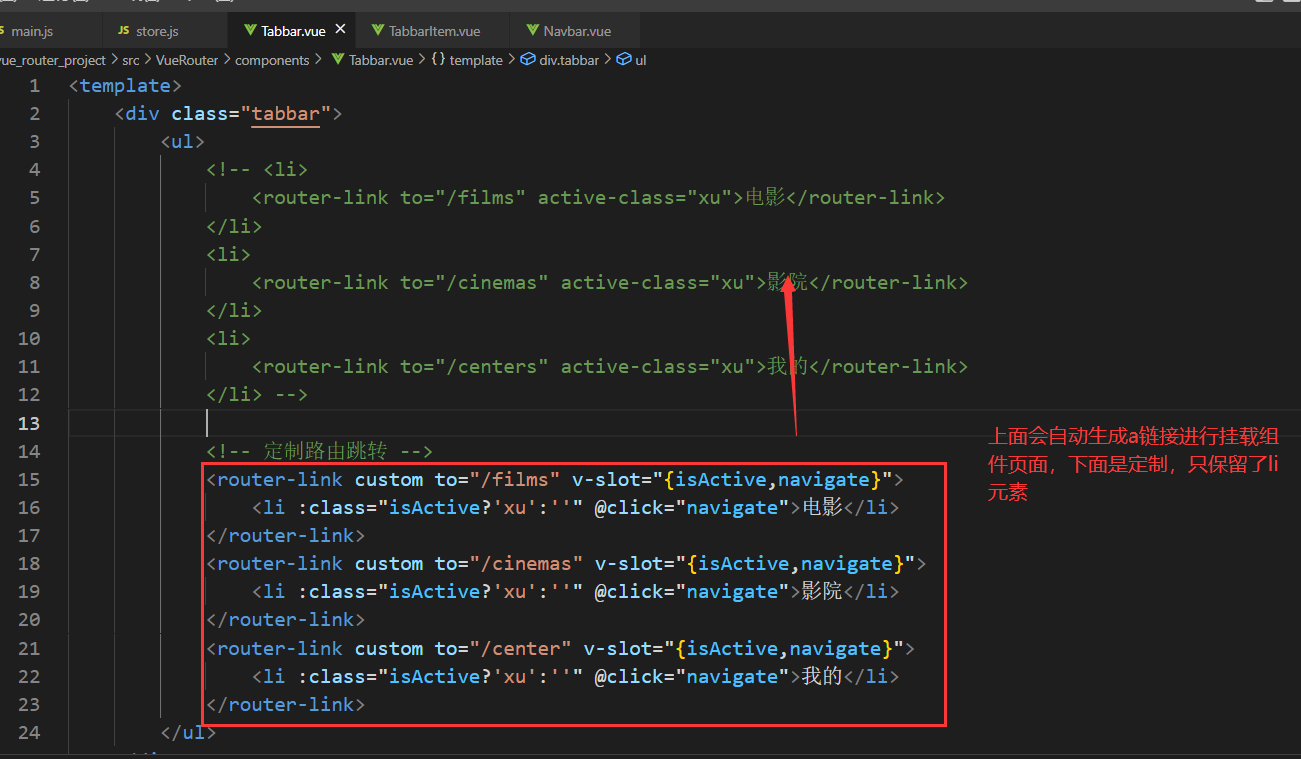 main.js
JS store.js
Tabbar.vue
TabbarItem.vue
Navbar.vue
vue_router_project > src > VueRouter > components > Tabbar.vue > {} template > div.tabbar > ul
1 <template>
2 <div class="tabbar">
3 <ul>
4 <!-- <li>
5 <router-link to="/films" active-class="xu">电影</router-link>
6 </li>
7 <li>
8 <router-link to="/cinemas" active-class="xu">影院</router-link>
9 </li>
10 <li>
11 <router-link to="/centers" active-class="xu">我的</router-link>
12 </li> -->
13
14 <!-- 定制路由跳转 -->
15 <router-link custom to="/films" v-slot="{isActive,navigate}">
16 <li :class="isActive?'xu':''" @click="navigate">电影</li>
17 </router-link>
18 <router-link custom to="/cinemas" v-slot="{isActive,navigate}">
19 <li :class="isActive?'xu':''" @click="navigate">影院</li>
20 </router-link>
21 <router-link custom to="/center" v-slot="{isActive,navigate}">
22 <li :class="isActive?'xu':''" @click="navigate">我的</li>
23 </router-link>
24 </ul>
上面会自动生成a链接进行挂载组
件页面，下面是定制，只保留了li
元素